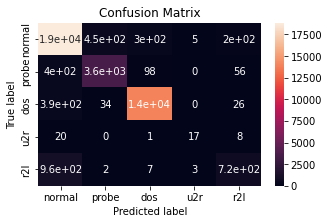 Confusion Matrix
normal 1.9e+04 4.5e+02 3e+02 5 2e+02
probe 4e+02 3.6e+03 98 0 56
dos 3.9e+02 34 1.4e+04 0 26
u2r 20 0 1 17 8
r2l 9.6e+02 2 7 3 7.2e+02
normal probe dos u2r r2l
Predicted label
True label
17500
15000
12500
10000
7500
5000
2500
0